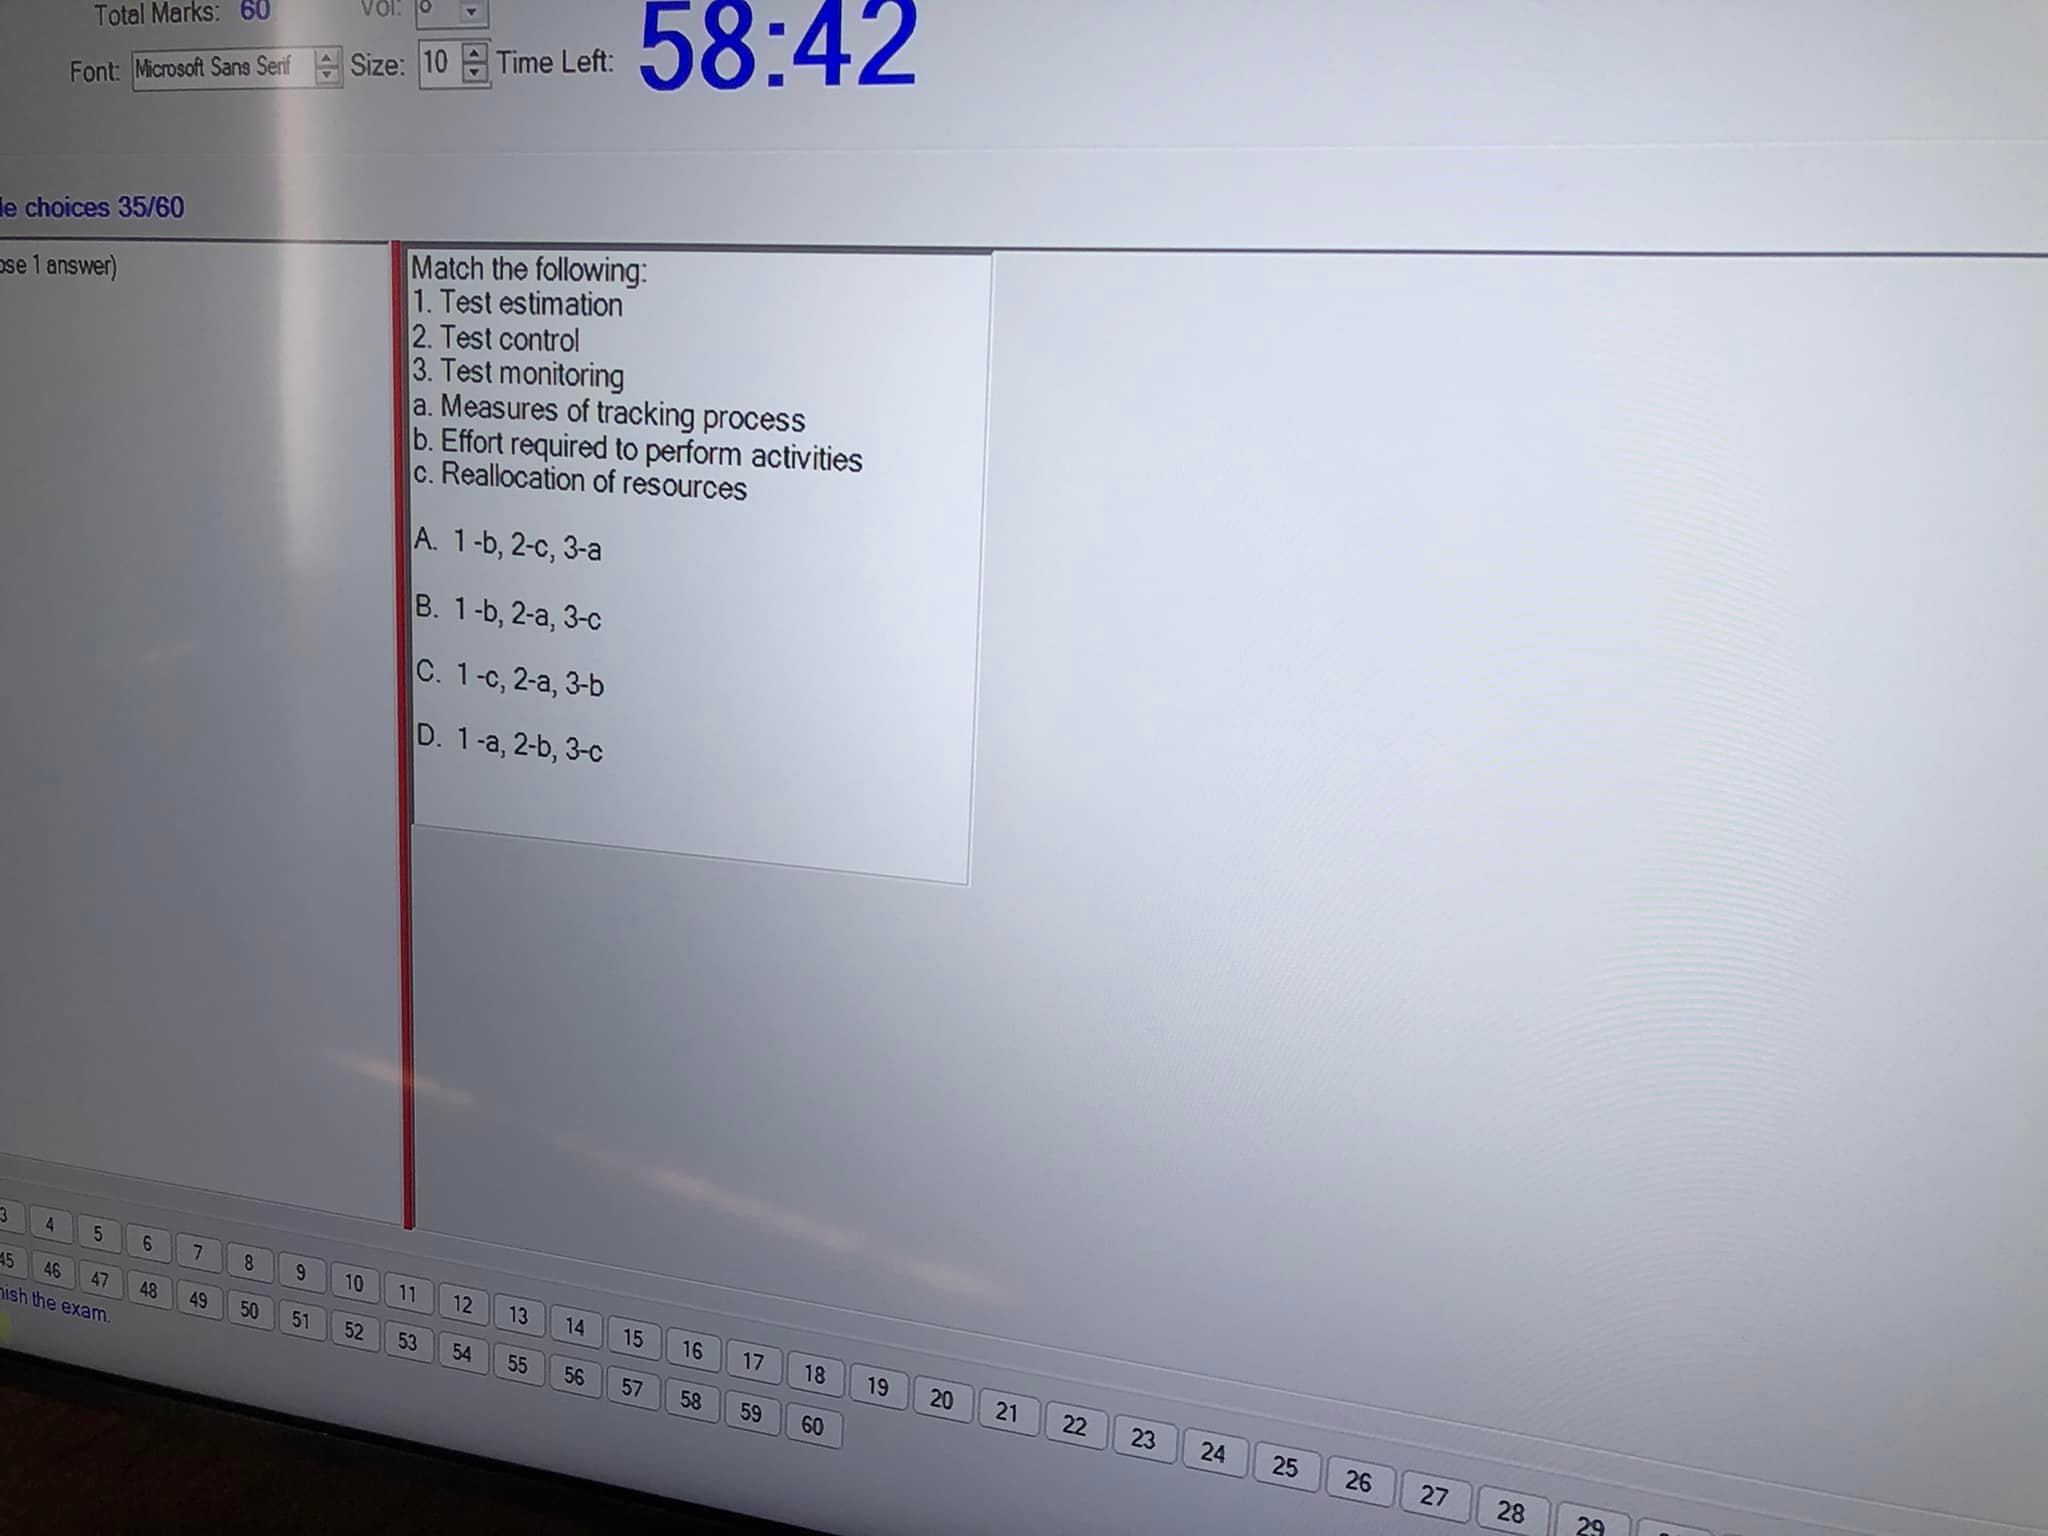 Total Marks: 60 Vol: 0
Font: Microsoft Sans Serif Size: 10 Time Left: 58:42
choices 35/60
1 answer)
Match the following:
1. Test estimation
2. Test control
3. Test monitoring
a. Measures of tracking process
b. Effort required to perform activities
c. Reallocation of resources
A. 1-b, 2-c, 3-a
B. 1-b, 2-a, 3-c
C. 1-c, 2-a, 3-b
D. 1-a, 2-b, 3-c
3 4 5 6 7 8 9 10 11 12 13 14 15 16 17 18 19 20 21 22 23 24 25 26 27 28 29
45 46 47 48 49 50 51 52 53 54 55 56 57 58 59 60
the exam.